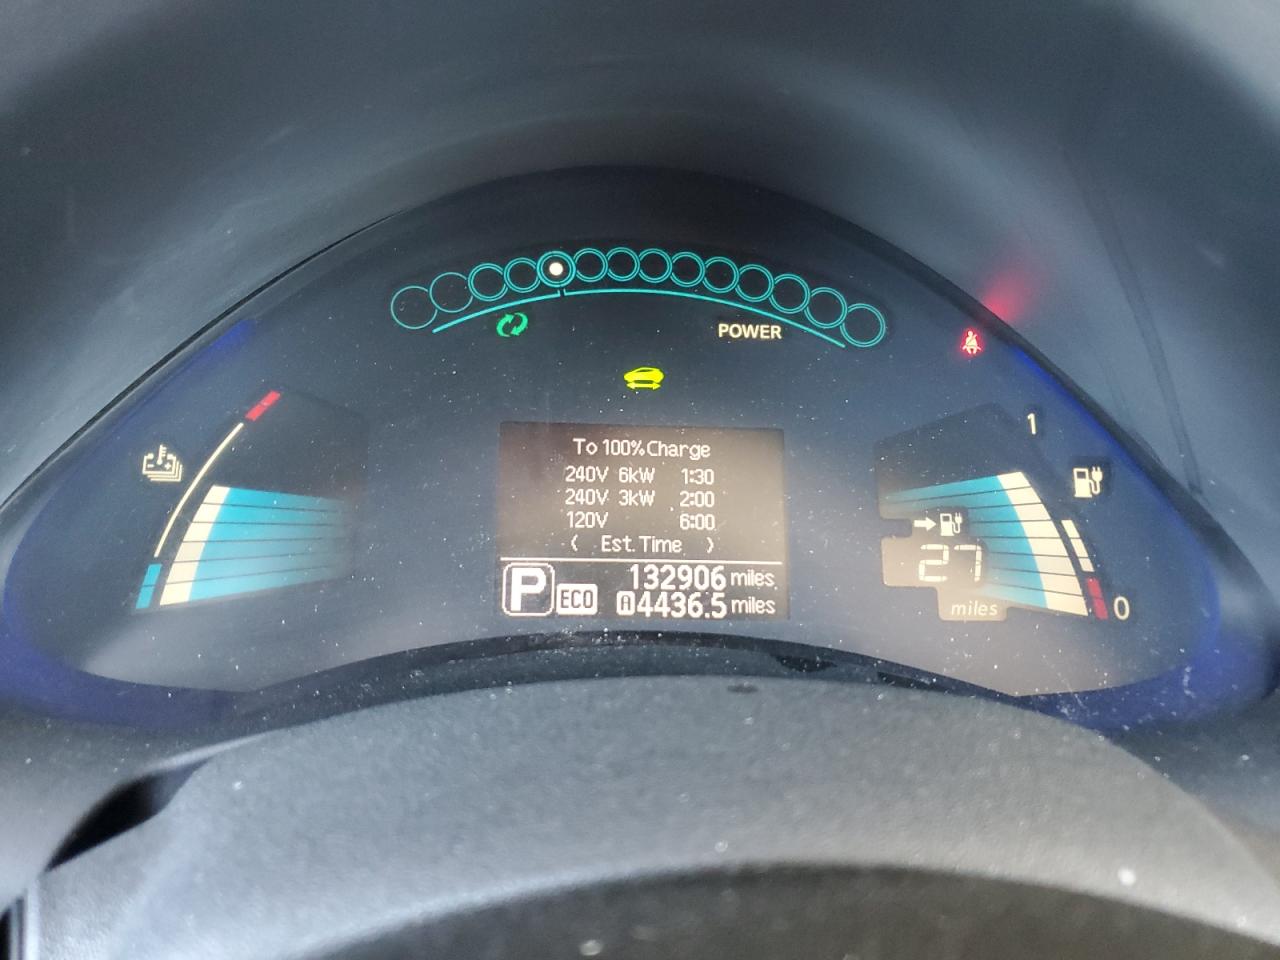 POWER
To 100% Charge
240V 6kW 1:30
240V 3kW 2:00
120V 6:00
< Est. Time >
P ECO 132906 miles
A 4436.5 miles
1
27
miles
0